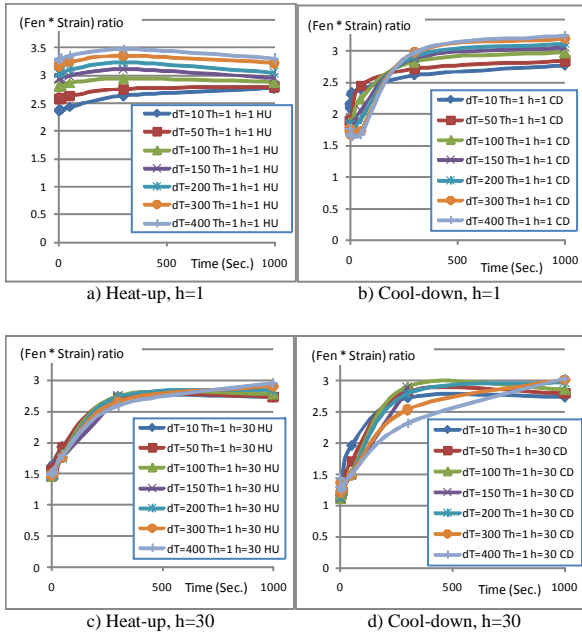 (Fen * Strain) ratio
4
3.5
3
2.5
2
1.5
1
0.5
0
dT=10 Th=1 h=1 HU
dT=50 Th=1 h=1 HU
dT=100 Th=1 h=1 HU
dT=150 Th=1 h=1 HU
dT=200 Th=1 h=1 HU
dT=300 Th=1 h=1 HU
dT=400 Th=1 h=1 HU
0 500 1000
Time (Sec.)
a) Heat-up, h=1
(Fen * Strain) ratio
3.5
3
2.5
2
1.5
1
0.5
0
dT=10 Th=1 h=1 CD
dT=50 Th=1 h=1 CD
dT=100 Th=1 h=1 CD
dT=150 Th=1 h=1 CD
dT=200 Th=1 h=1 CD
dT=300 Th=1 h=1 CD
dT=400 Th=1 h=1 CD
0 500 1000
Time (Sec.)
b) Cool-down, h=1
(Fen * Strain) ratio
3.5
3
2.5
2
1.5
1
0.5
0
dT=10 Th=1 h=30 HU
dT=50 Th=1 h=30 HU
dT=100 Th=1 h=30 HU
dT=150 Th=1 h=30 HU
dT=200 Th=1 h=30 HU
dT=300 Th=1 h=30 HU
dT=400 Th=1 h=30 HU
0 500 1000
Time (Sec.)
c) Heat-up, h=30
(Fen * Strain) ratio
3.5
3
2.5
2
1.5
1
0.5
0
dT=10 Th=1 h=30 CD
dT=50 Th=1 h=30 CD
dT=100 Th=1 h=30 CD
dT=150 Th=1 h=30 CD
dT=200 Th=1 h=30 CD
dT=300 Th=1 h=30 CD
dT=400 Th=1 h=30 CD
0 500 1000
Time (Sec.)
d) Cool-down, h=30